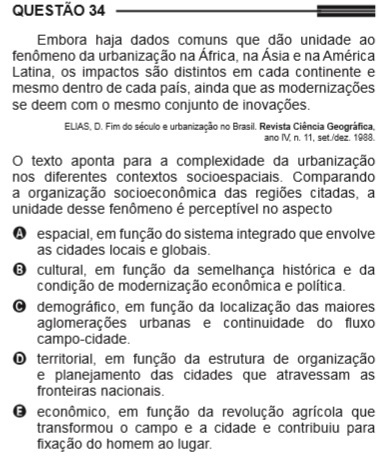 QUESTÃO 34
Embora haja dados comuns que dão unidade ao
fenômeno da urbanização na África, na Ásia e na América
Latina, os impactos são distintos em cada continente e
mesmo dentro de cada país, ainda que as modernizações
se deem com o mesmo conjunto de inovações.
ELIAS, D. Fim do século e urbanização no Brasil. Revista Ciência Geográfica,
ano IV, n. 11, set./dez. 1988.
O texto aponta para a complexidade da urbanização
nos diferentes contextos socioespaciais. Comparando
a organização socioeconômica das regiões citadas, a
unidade desse fenômeno é perceptível no aspecto
A espacial, em função do sistema integrado que envolve
as cidades locais e globais.
B cultural, em função da semelhança histórica e da
condição de modernização econômica e política.
C demográfico, em função da localização das maiores
aglomerações urbanas e continuidade do fluxo
campo-cidade.
D territorial, em função da estrutura de organização
e planejamento das cidades que atravessam as
fronteiras nacionais.
E econômico, em função da revolução agrícola que
transformou o campo e a cidade e contribuiu para
fixação do homem ao lugar.